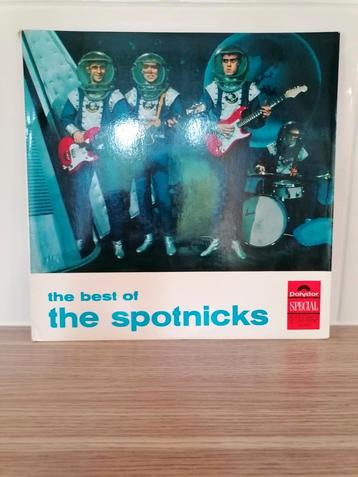 the best of
the spotnicks
polydor
SPECIAL